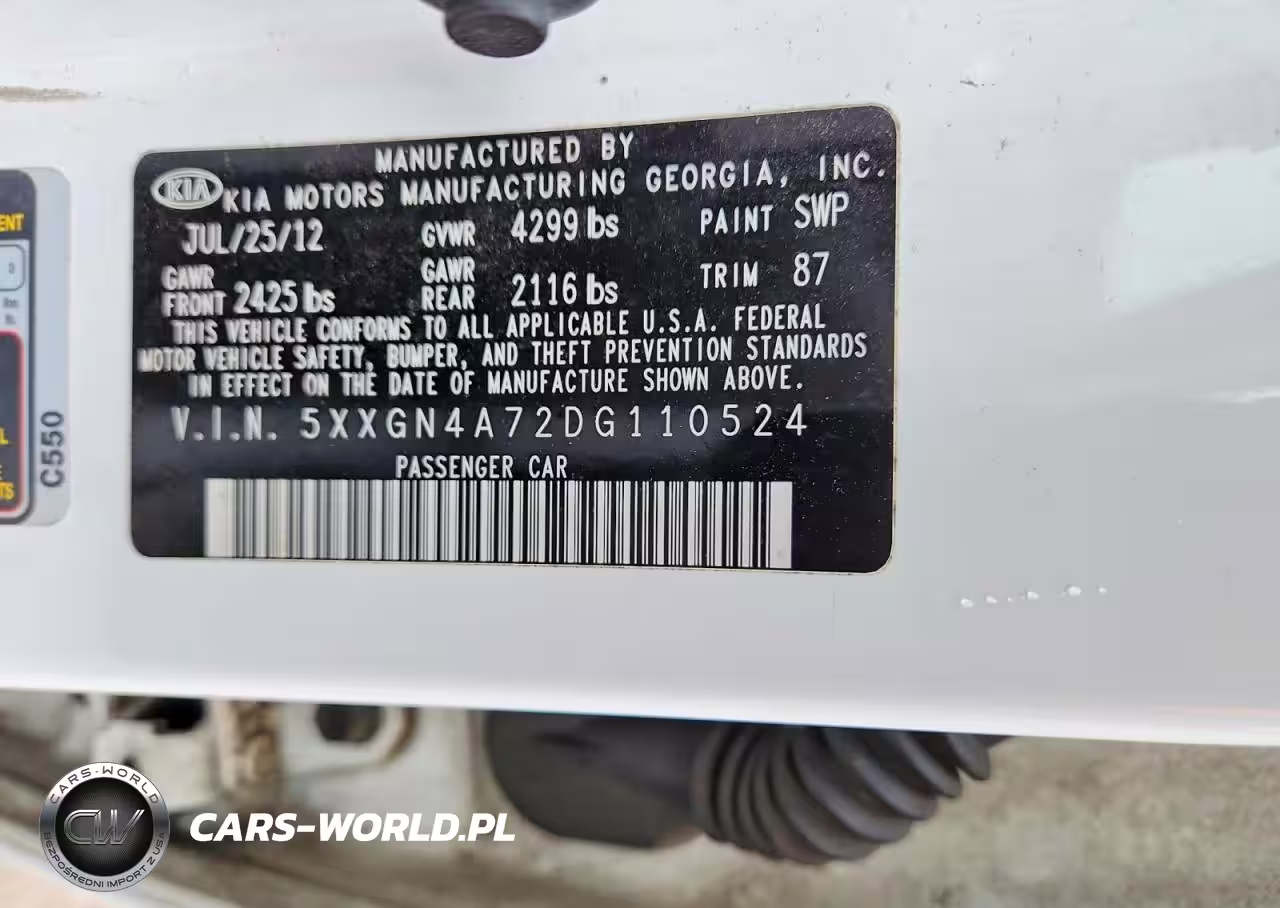 MANUFACTURED BY
KIA KIA MOTORS MANUFACTURING GEORGIA, INC.
JUL/25/12 GVWR 4299 lbs PAINT SWP
GAWR FRONT 2425 lbs GAWR REAR 2116 lbs TRIM 87
THIS VEHICLE CONFORMS TO ALL APPLICABLE U.S.A. FEDERAL
MOTOR VEHICLE SAFETY, BUMPER, AND THEFT PREVENTION STANDARDS
IN EFFECT ON THE DATE OF MANUFACTURE SHOWN ABOVE.
V.I.N. 5XXGN4A72DG110524
PASSENGER CAR
C550
CARS-WORLD
CW
BEZPOŚREDNI IMPORT Z USA
CARS-WORLD.PL